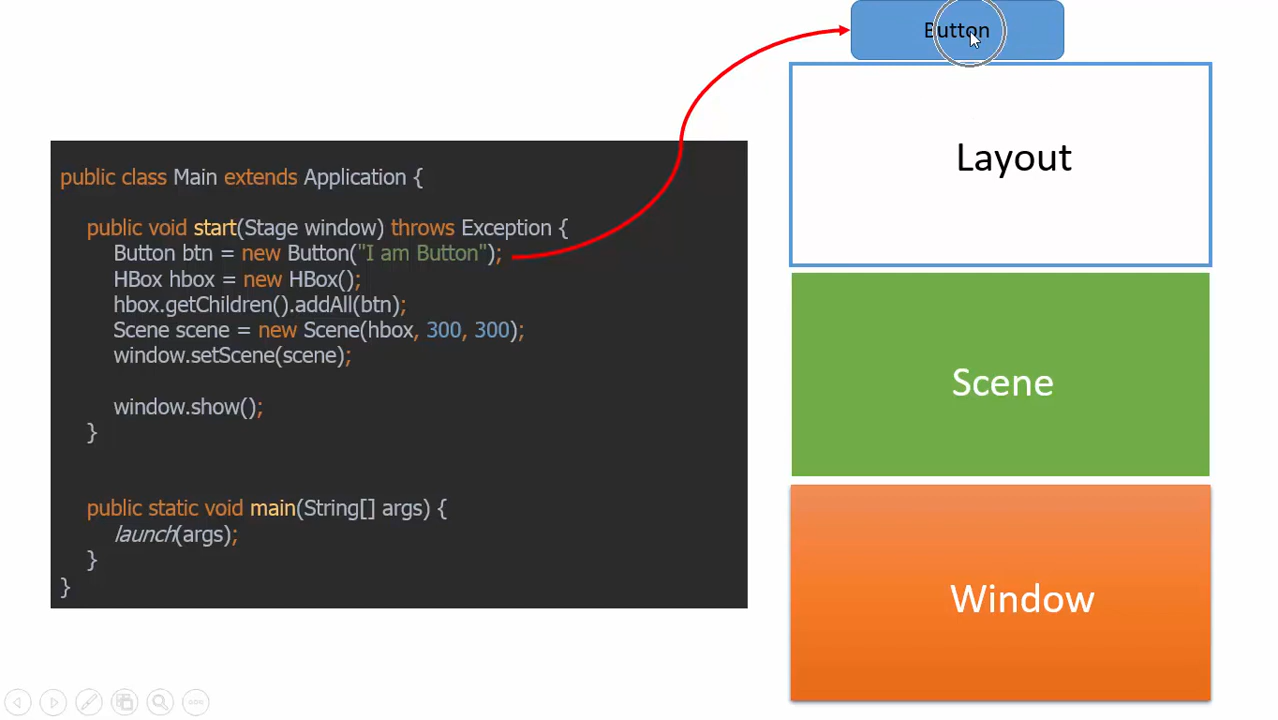 Button
Layout
public class Main extends Application {
public void start(Stage window) throws Exception {
Button btn = new Button("I am Button");
HBox hbox = new HBox();
hbox.getChildren().addAll(btn);
Scene scene = new Scene(hbox, 300, 300);
window.setScene(scene);
window.show();
}
public static void main(String[] args) {
launch(args);
}
}
Scene
Window